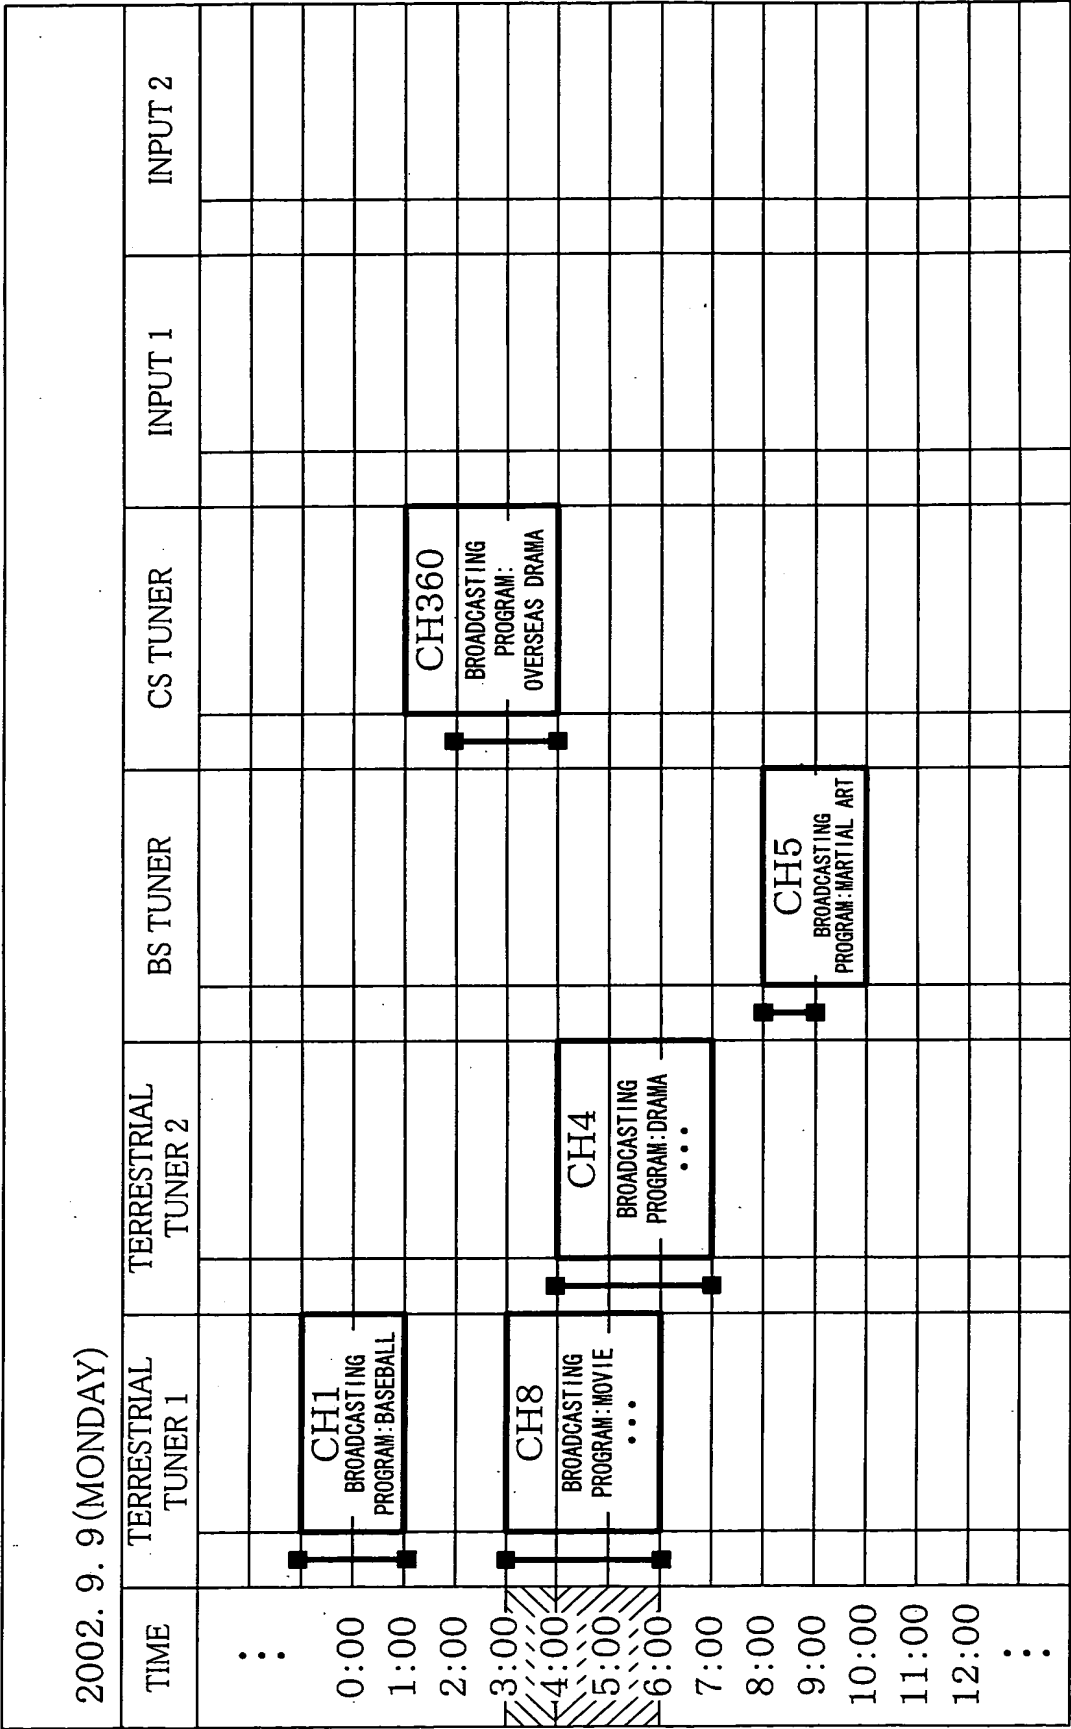 2002. 9. 9(MONDAY)
TIME
TERRESTRIAL
TUNER 1
TERRESTRIAL
TUNER 2
BS TUNER
CS TUNER
INPUT 1
INPUT 2
⋮
0:00
1:00
2:00
3:00
4:00
5:00
6:00
7:00
8:00
9:00
10:00
11:00
12:00
⋮
CH1
BROADCASTING
PROGRAM:BASEBALL
CH8
BROADCASTING
PROGRAM:MOVIE
•••
CH4
BROADCASTING
PROGRAM:DRAMA
•••
CH5
BROADCASTING
PROGRAM:MARTIAL ART
CH360
BROADCASTING
PROGRAM:
OVERSEAS DRAMA